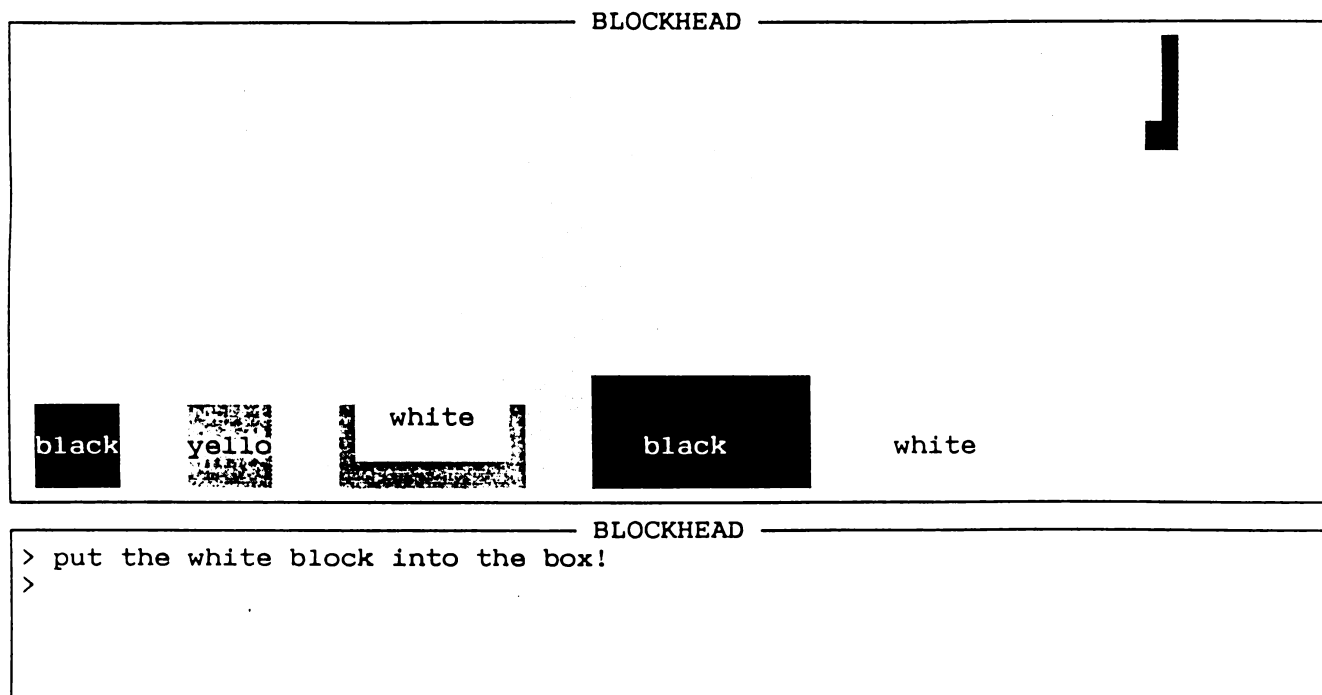 BLOCKHEAD
white
black yello black white
BLOCKHEAD
> put the white block into the box!
>